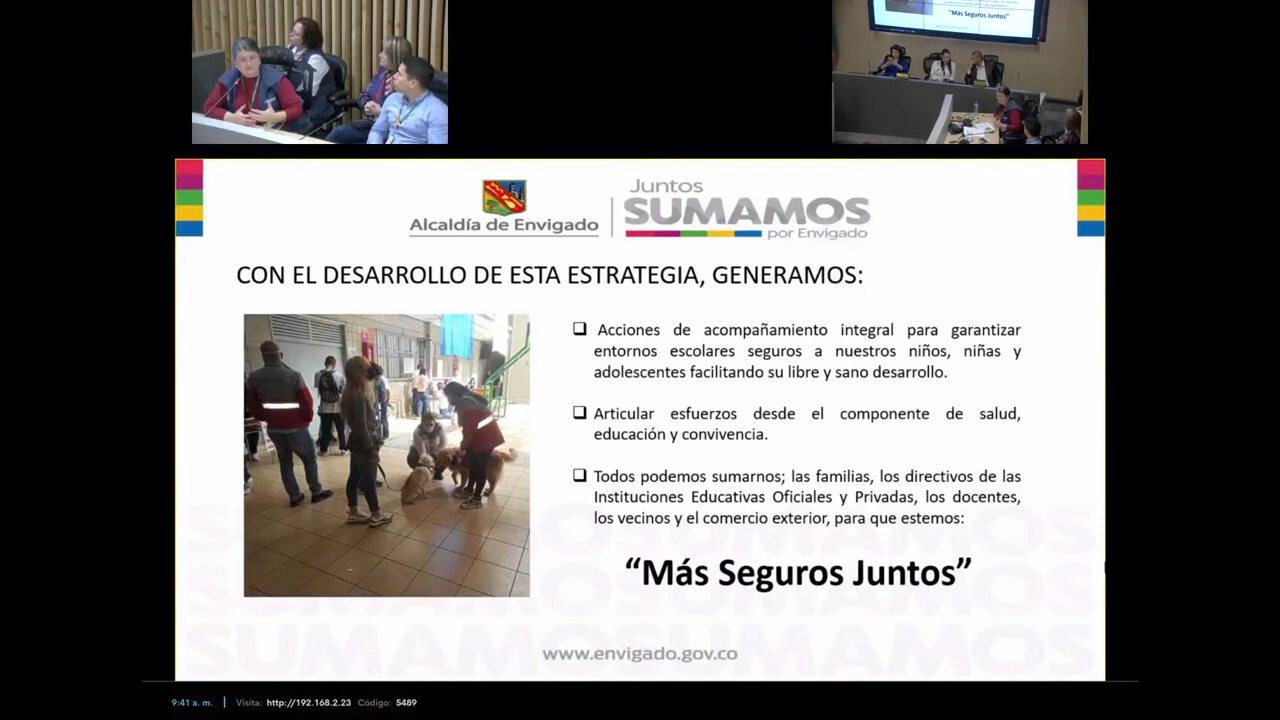 "Más Seguros Juntos"
Alcaldía de Envigado
Juntos
SUMAMOS
por Envigado
CON EL DESARROLLO DE ESTA ESTRATEGIA, GENERAMOS:
Acciones de acompañamiento integral para garantizar
entornos escolares seguros a nuestros niños, niñas y
adolescentes facilitando su libre y sano desarrollo.
Articular esfuerzos desde el componente de salud,
educación y convivencia.
Todos podemos sumarnos; las familias, los directivos de las
Instituciones Educativas Oficiales y Privadas, los docentes,
los vecinos y el comercio exterior, para que estemos:
“Más Seguros Juntos”
SUMAMOSSUMAMOSSUMAMOS
www.envigado.gov.co
9:41 a. m. | Visita: http://192.168.2.23 Código: 5489